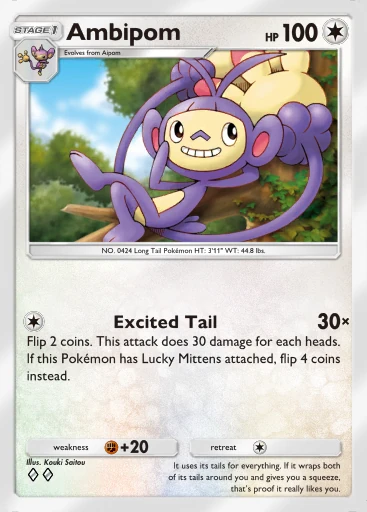 STAGE 1
Ambipom
HP 100
Evolves from Aipom
NO. 0424 Long Tail Pokémon HT: 3'11" WT: 44.8 lbs.
Excited Tail 30×
Flip 2 coins. This attack does 30 damage for each heads.
If this Pokémon has Lucky Mittens attached, flip 4 coins
instead.
weakness +20
retreat
Illus. Kouki Saitou
It uses its tails for everything. If it wraps both
of its tails around you and gives you a squeeze,
that's proof it really likes you.